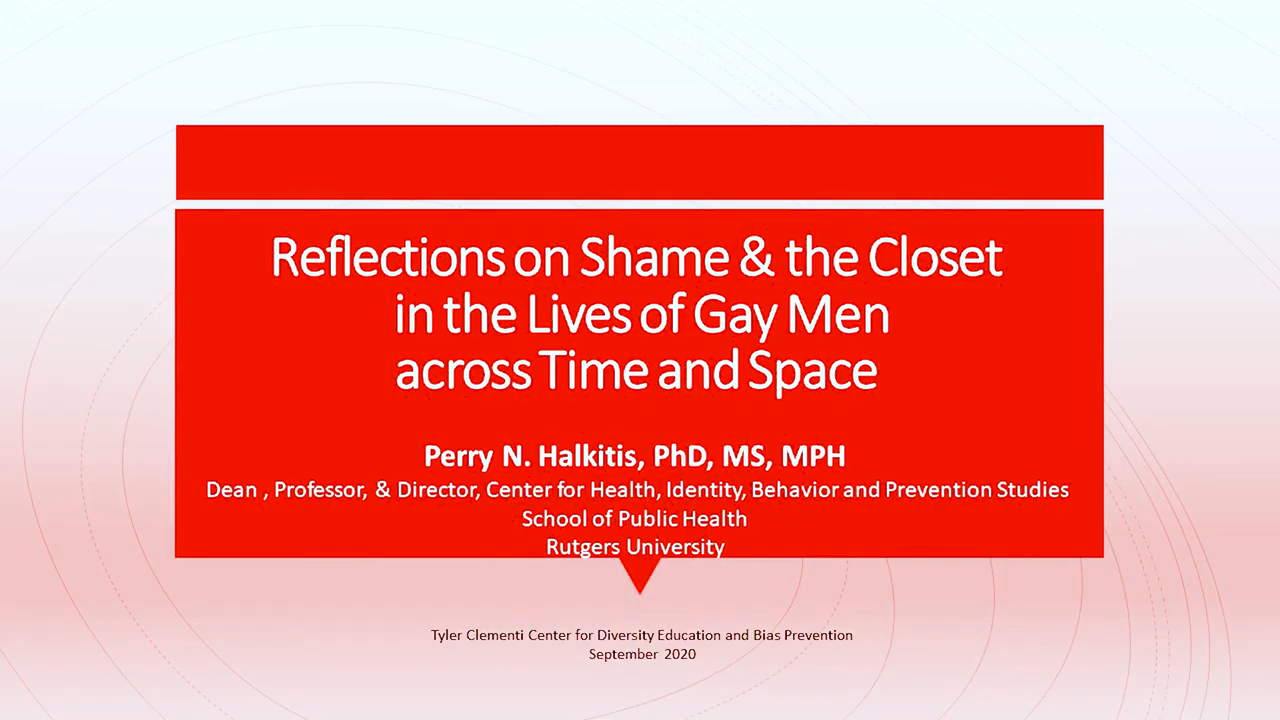 Reflections on Shame & the Closet
in the Lives of Gay Men
across Time and Space
Perry N. Halkitis, PhD, MS, MPH
Dean , Professor, & Director, Center for Health, Identity, Behavior and Prevention Studies
School of Public Health
Rutgers University
Tyler Clementi Center for Diversity Education and Bias Prevention
September 2020